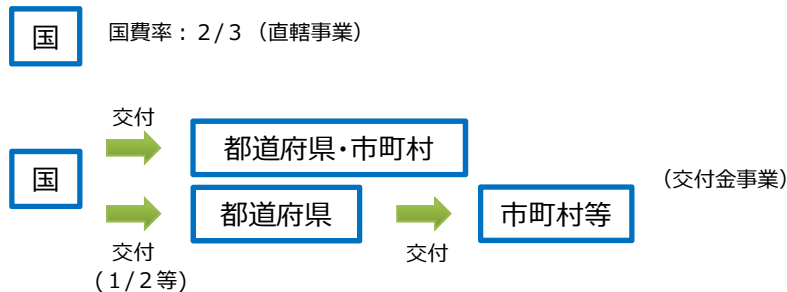 国
国費率：2/3（直轄事業）
交付
都道府県・市町村
国
（交付金事業）
都道府県
市町村等
交付
(1/2等)
交付